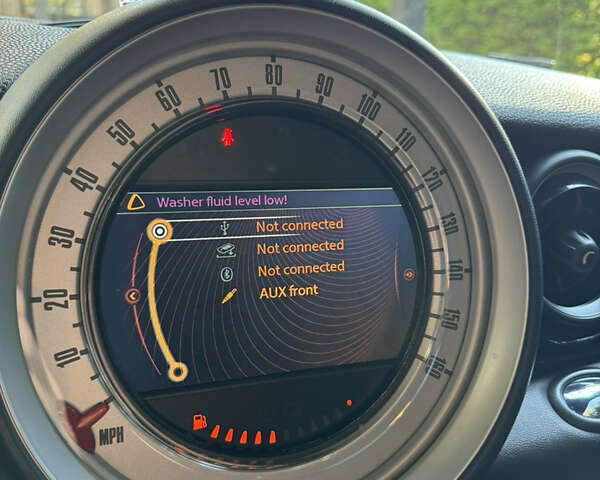 10
20
30
40
50
60
70
80
90
100
110
120
130
140
150
160
MPH
Washer fluid level low!
Not connected
Not connected
Not connected
AUX front